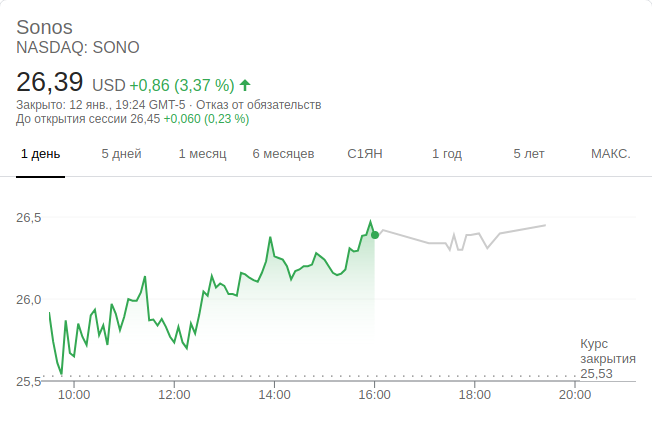 Sonos
NASDAQ: SONO
26,39 USD +0,86 (3,37 %)
Закрыто: 12 янв., 19:24 GMT-5 · Отказ от обязательств
До открытия сессии 26,45 +0,060 (0,23 %)
1 день 5 дней 1 месяц 6 месяцев С1ЯН 1 год 5 лет МАКС.
26,5
26,0
Курс
закрытия
25,53
25,5
10:00 12:00 14:00 16:00 18:00 20:00